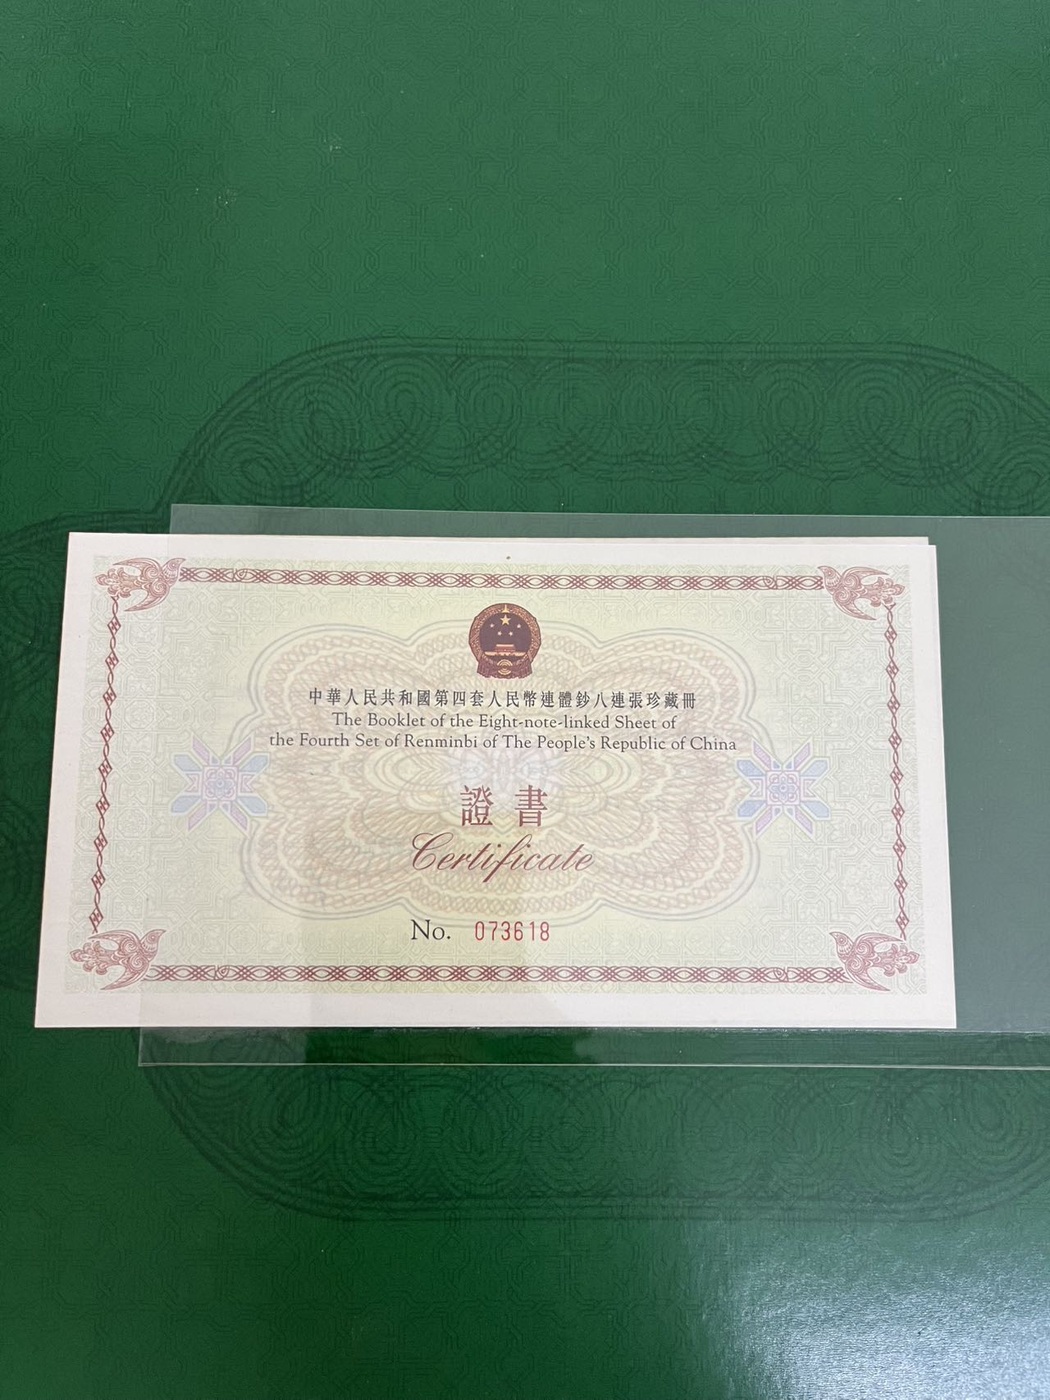 中華人民共和國第四套人民幣連體鈔八連張珍藏冊
The Booklet of the Eight-note-linked Sheet of
the Fourth Set of Renminbi of The People's Republic of China
證書
Certificate
No. 073618